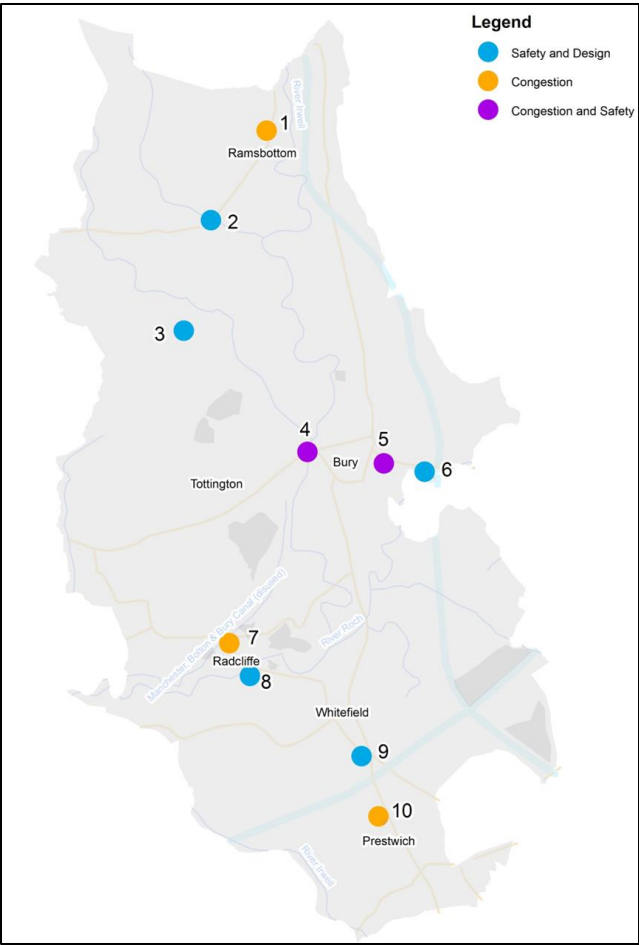 Legend
Safety and Design
Congestion
Congestion and Safety
River Irwell
1
Ramsbottom
2
3
4
5
Bury
6
Tottington
Manchester, Bolton & Bury Canal (disused)
7
River Roch
Radcliffe
8
Whitefield
9
10
Prestwich
River Irwell